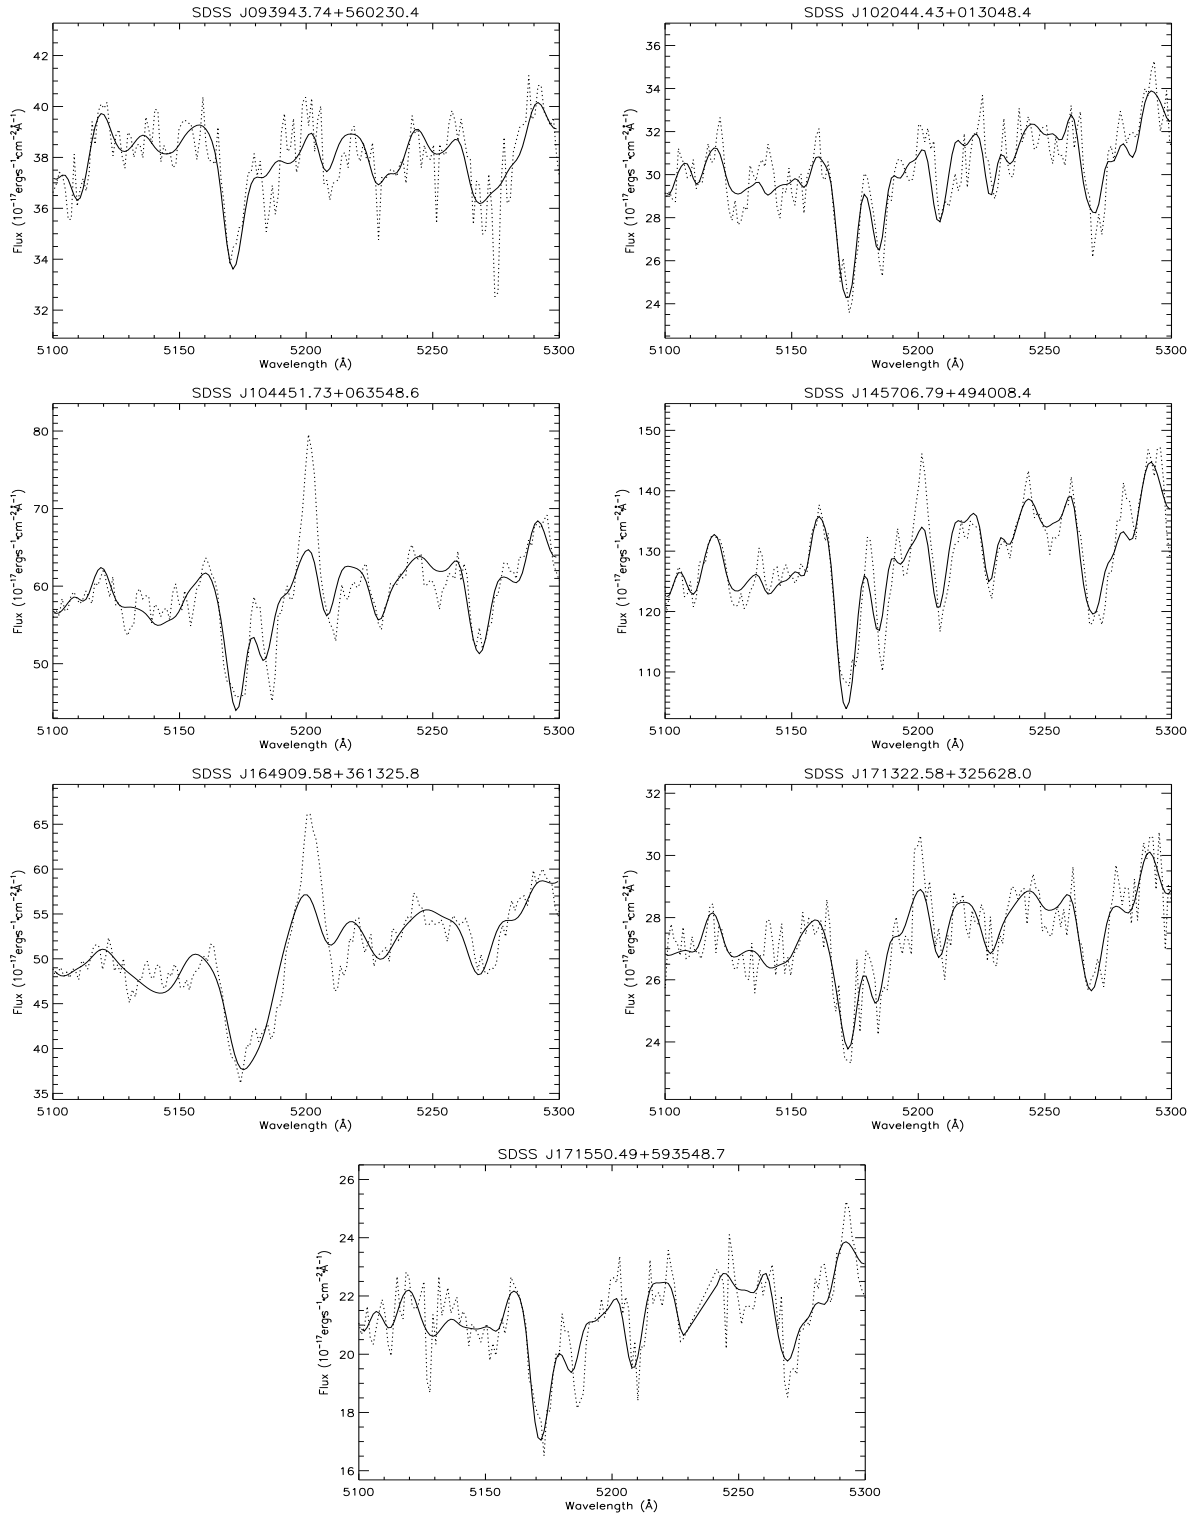 SDSS J093943.74+560230.4
42
40
38
36
34
32
Flux (10⁻¹⁷ergs⁻¹cm⁻²Å⁻¹)
5100 5150 5200 5250 5300
Wavelength (Å)
SDSS J102044.43+013048.4
36
34
32
30
28
26
24
Flux (10⁻¹⁷ergs⁻¹cm⁻²Å⁻¹)
5100 5150 5200 5250 5300
Wavelength (Å)
SDSS J104451.73+063548.6
80
70
60
50
Flux (10⁻¹⁷ergs⁻¹cm⁻²Å⁻¹)
5100 5150 5200 5250 5300
Wavelength (Å)
SDSS J145706.79+494008.4
150
140
130
120
110
Flux (10⁻¹⁷ergs⁻¹cm⁻²Å⁻¹)
5100 5150 5200 5250 5300
Wavelength (Å)
SDSS J164909.58+361325.8
65
60
55
50
45
40
35
Flux (10⁻¹⁷ergs⁻¹cm⁻²Å⁻¹)
5100 5150 5200 5250 5300
Wavelength (Å)
SDSS J171322.58+325628.0
32
30
28
26
24
Flux (10⁻¹⁷ergs⁻¹cm⁻²Å⁻¹)
5100 5150 5200 5250 5300
Wavelength (Å)
SDSS J171550.49+593548.7
26
24
22
20
18
16
Flux (10⁻¹⁷ergs⁻¹cm⁻²Å⁻¹)
5100 5150 5200 5250 5300
Wavelength (Å)